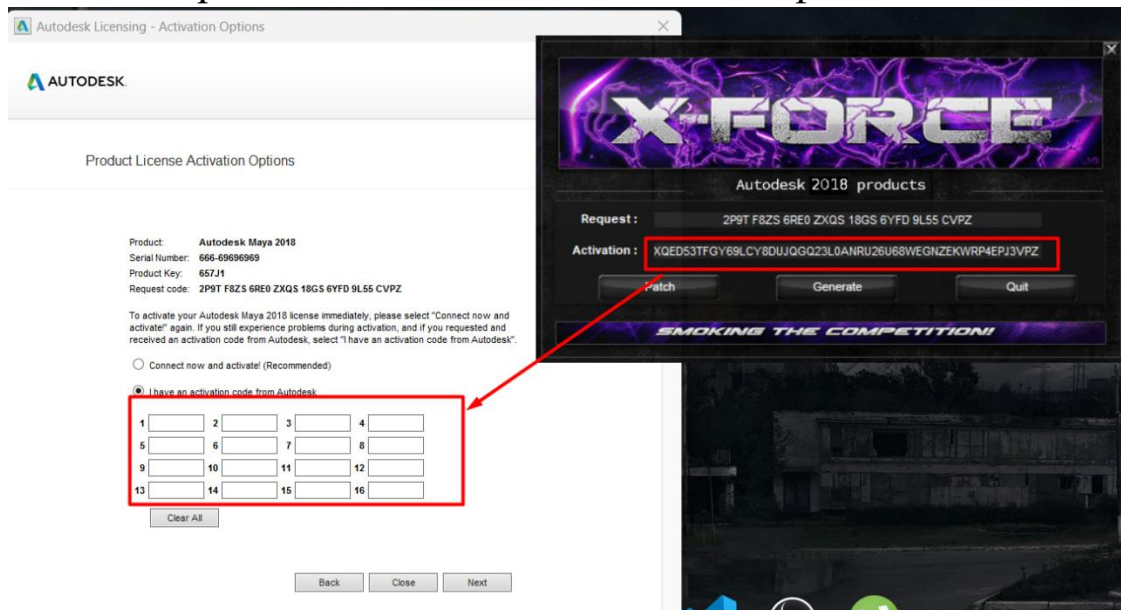 Autodesk Licensing - Activation Options
AUTODESK.
Product License Activation Options
Product: Autodesk Maya 2018
Serial Number: 666-69696969
Product Key: 657J1
Request code: 2P9T F8ZS 6RE0 ZXQS 18GS 6YFD 9L55 CVPZ
To activate your Autodesk Maya 2018 license immediately, please select "Connect now and
activate!" again. If you still experience problems during activation, and if you requested and
received an activation code from Autodesk, select "I have an activation code from Autodesk".
Connect now and activate! (Recommended)
I have an activation code from Autodesk
1 2 3 4
5 6 7 8
9 10 11 12
13 14 15 16
Clear All
Back Close Next
X-FORCE
Autodesk 2018 products
Request : 2P9T F8ZS 6RE0 ZXQS 18GS 6YFD 9L55 CVPZ
Activation : XQED53TFGY69LCY8DUJQGQ23L0ANRU26U68WEGNZEKWRP4EPJ3VPZ
Patch Generate Quit
SMOKING THE COMPETITION!